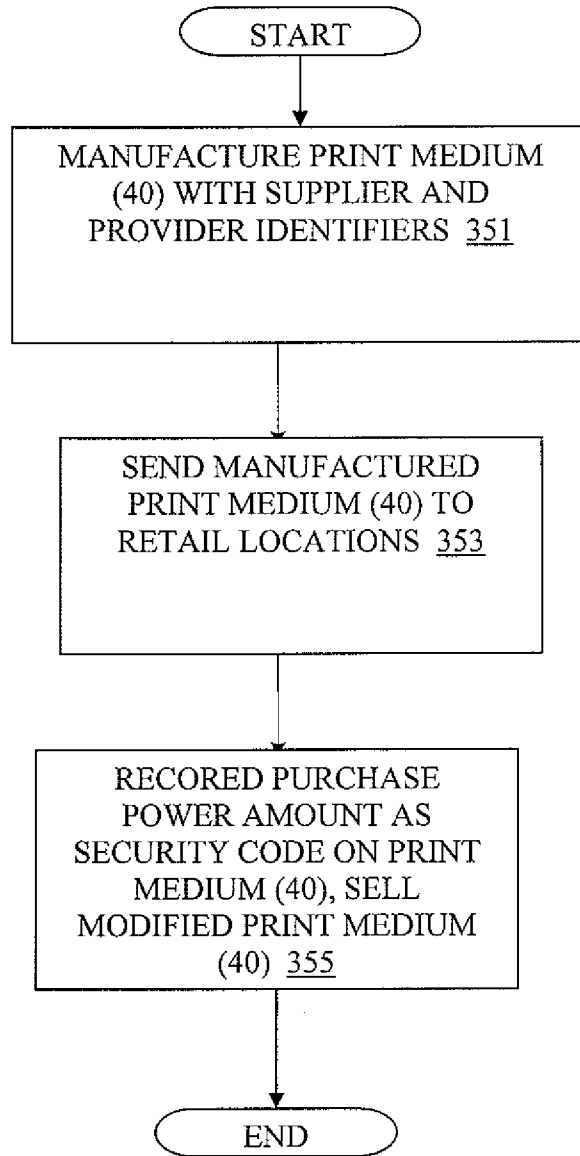 START
MANUFACTURE PRINT MEDIUM
(40) WITH SUPPLIER AND
PROVIDER IDENTIFIERS 351
SEND MANUFACTURED
PRINT MEDIUM (40) TO
RETAIL LOCATIONS 353
RECORED PURCHASE
POWER AMOUNT AS
SECURITY CODE ON PRINT
MEDIUM (40), SELL
MODIFIED PRINT MEDIUM
(40) 355
END